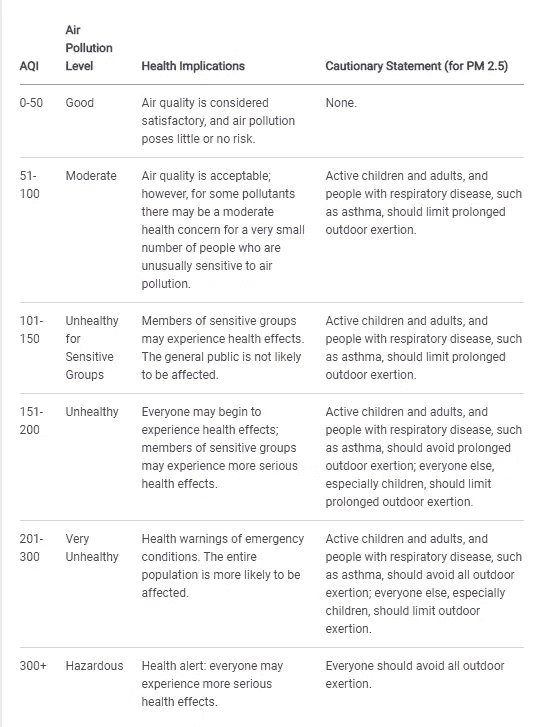 Air
Pollution
AQI Level Health Implications Cautionary Statement (for PM 2.5)
0-50 Good Air quality is considered None.
satisfactory, and air pollution
poses little or no risk.
51- Moderate Air quality is acceptable; Active children and adults, and
100 however, for some pollutants people with respiratory disease, such
there may be a moderate as asthma, should limit prolonged
health concern for a very small outdoor exertion.
number of people who are
unusually sensitive to air
pollution.
101- Unhealthy Members of sensitive groups Active children and adults, and
150 for may experience health effects. people with respiratory disease, such
Sensitive The general public is not likely as asthma, should limit prolonged
Groups to be affected. outdoor exertion.
151- Unhealthy Everyone may begin to Active children and adults, and
200 experience health effects; people with respiratory disease, such
members of sensitive groups as asthma, should avoid prolonged
may experience more serious outdoor exertion; everyone else,
health effects. especially children, should limit
prolonged outdoor exertion.
201- Very Health warnings of emergency Active children and adults, and
300 Unhealthy conditions. The entire people with respiratory disease, such
population is more likely to be as asthma, should avoid all outdoor
affected. exertion; everyone else, especially
children, should limit outdoor
exertion.
300+ Hazardous Health alert: everyone may Everyone should avoid all outdoor
experience more serious exertion.
health effects.